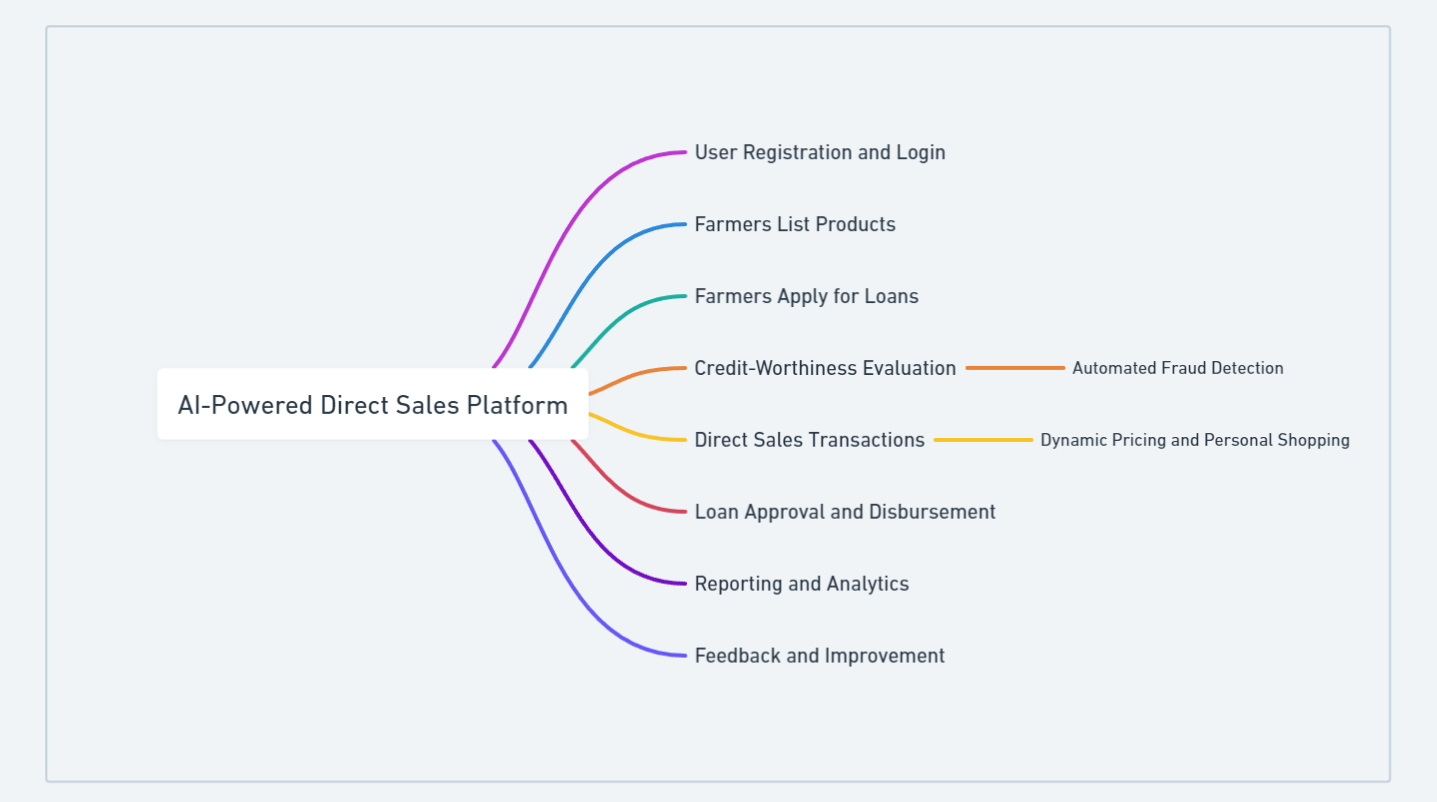 AI-Powered Direct Sales Platform
User Registration and Login
Farmers List Products
Farmers Apply for Loans
Credit-Worthiness Evaluation
Automated Fraud Detection
Direct Sales Transactions
Dynamic Pricing and Personal Shopping
Loan Approval and Disbursement
Reporting and Analytics
Feedback and Improvement